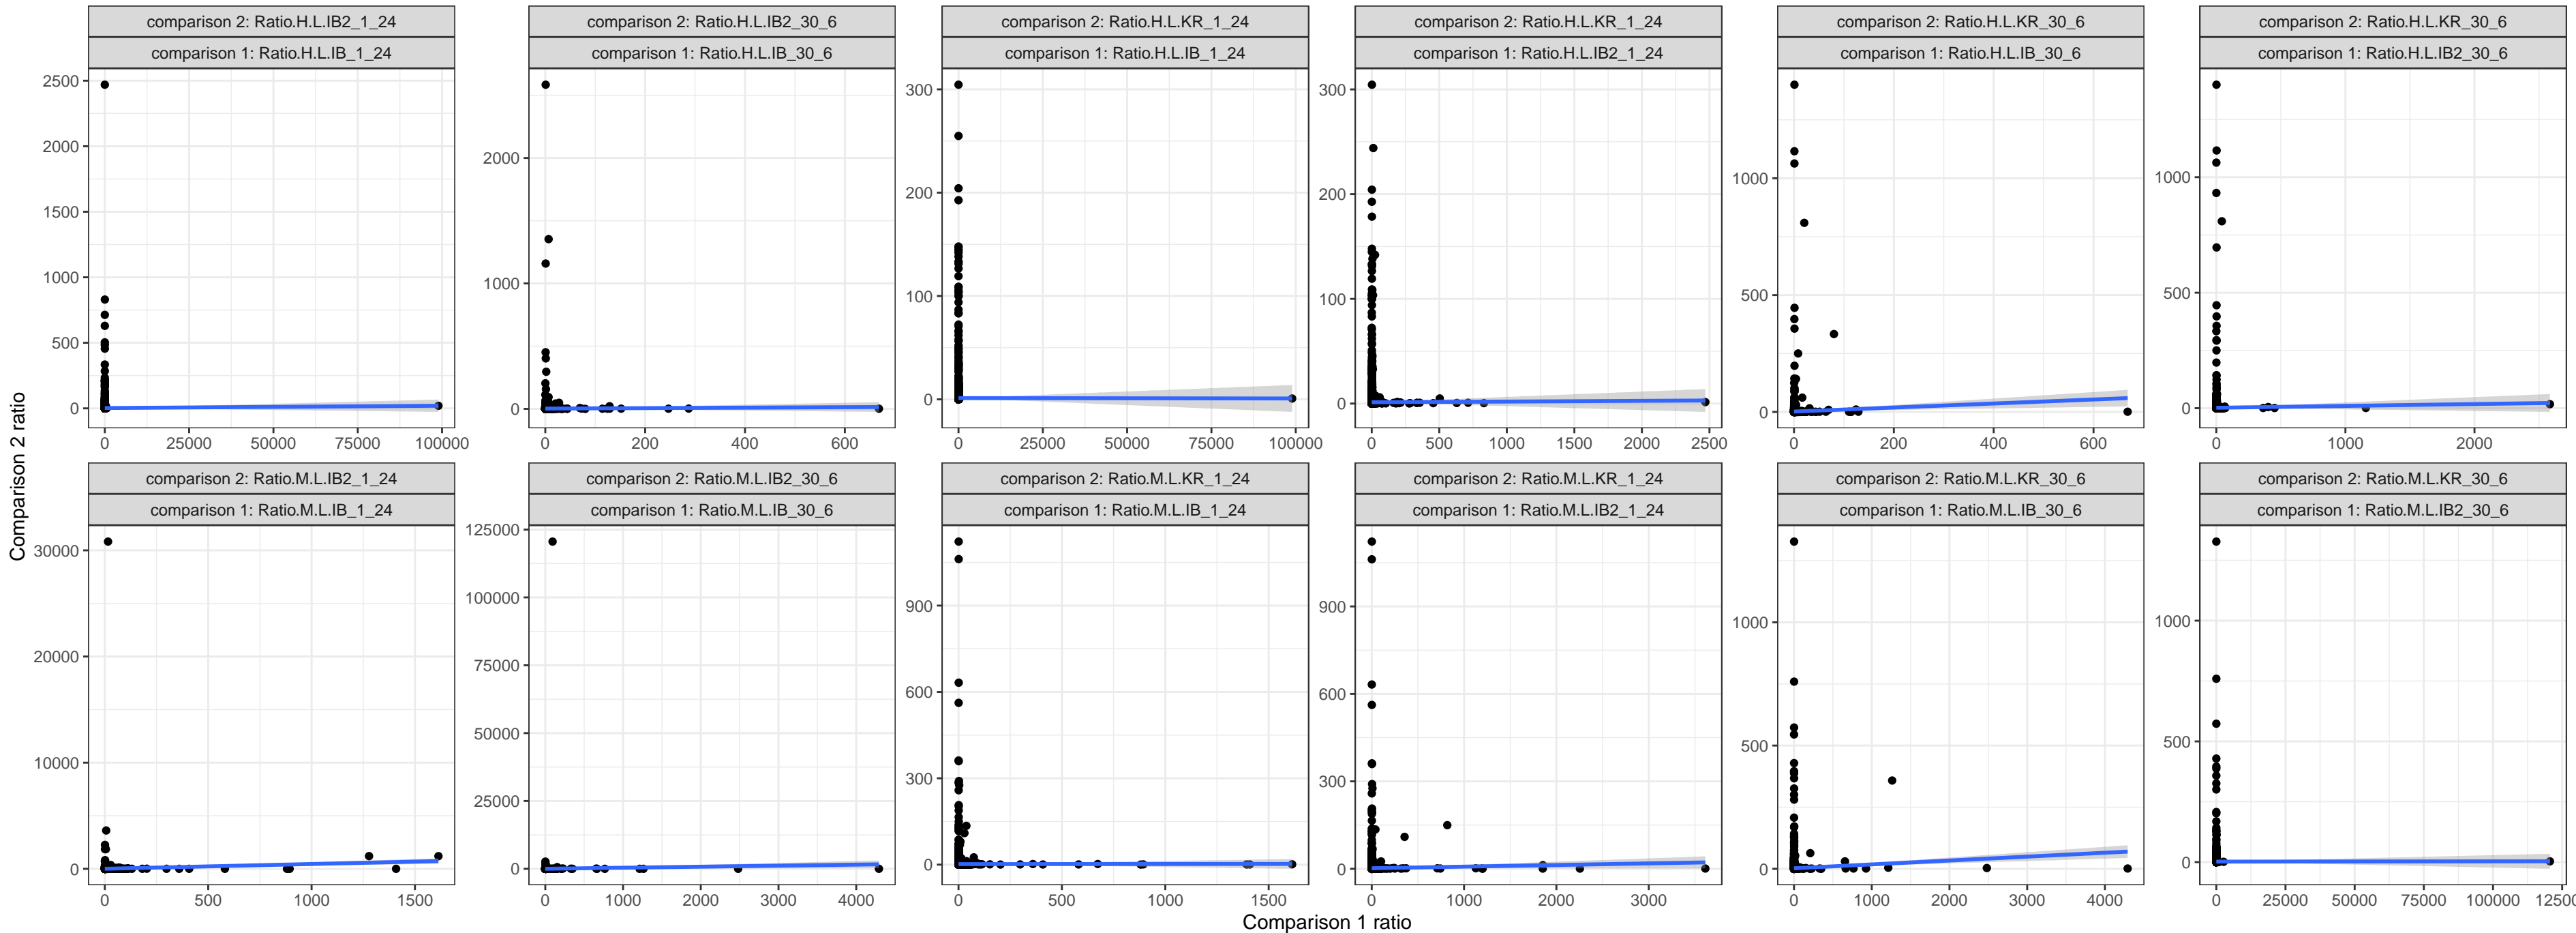 comparison 2: Ratio.H.L.IB2_1_24
comparison 1: Ratio.H.L.IB_1_24
2500
2000
1500
1000
500
0
0 25000 50000 75000 100000
comparison 2: Ratio.H.L.IB2_30_6
comparison 1: Ratio.H.L.IB_30_6
2000
1000
0
0 200 400 600
comparison 2: Ratio.H.L.KR_1_24
comparison 1: Ratio.H.L.IB_1_24
300
200
100
0
0 25000 50000 75000 100000
comparison 2: Ratio.H.L.KR_1_24
comparison 1: Ratio.H.L.IB2_1_24
300
200
100
0
0 500 1000 1500 2000 2500
comparison 2: Ratio.H.L.KR_30_6
comparison 1: Ratio.H.L.IB_30_6
1000
500
0
0 200 400 600
comparison 2: Ratio.H.L.KR_30_6
comparison 1: Ratio.H.L.IB2_30_6
1000
500
0
0 1000 2000
Comparison 2 ratio
comparison 2: Ratio.M.L.IB2_1_24
comparison 1: Ratio.M.L.IB_1_24
30000
20000
10000
0
0 500 1000 1500
comparison 2: Ratio.M.L.IB2_30_6
comparison 1: Ratio.M.L.IB_30_6
125000
100000
75000
50000
25000
0
0 1000 2000 3000 4000
comparison 2: Ratio.M.L.KR_1_24
comparison 1: Ratio.M.L.IB_1_24
900
600
300
0
0 500 1000 1500
comparison 2: Ratio.M.L.KR_1_24
comparison 1: Ratio.M.L.IB2_1_24
900
600
300
0
0 1000 2000 3000
comparison 2: Ratio.M.L.KR_30_6
comparison 1: Ratio.M.L.IB_30_6
1000
500
0
0 1000 2000 3000 4000
comparison 2: Ratio.M.L.KR_30_6
comparison 1: Ratio.M.L.IB2_30_6
1000
500
0
0 25000 50000 75000 100000
Comparison 1 ratio